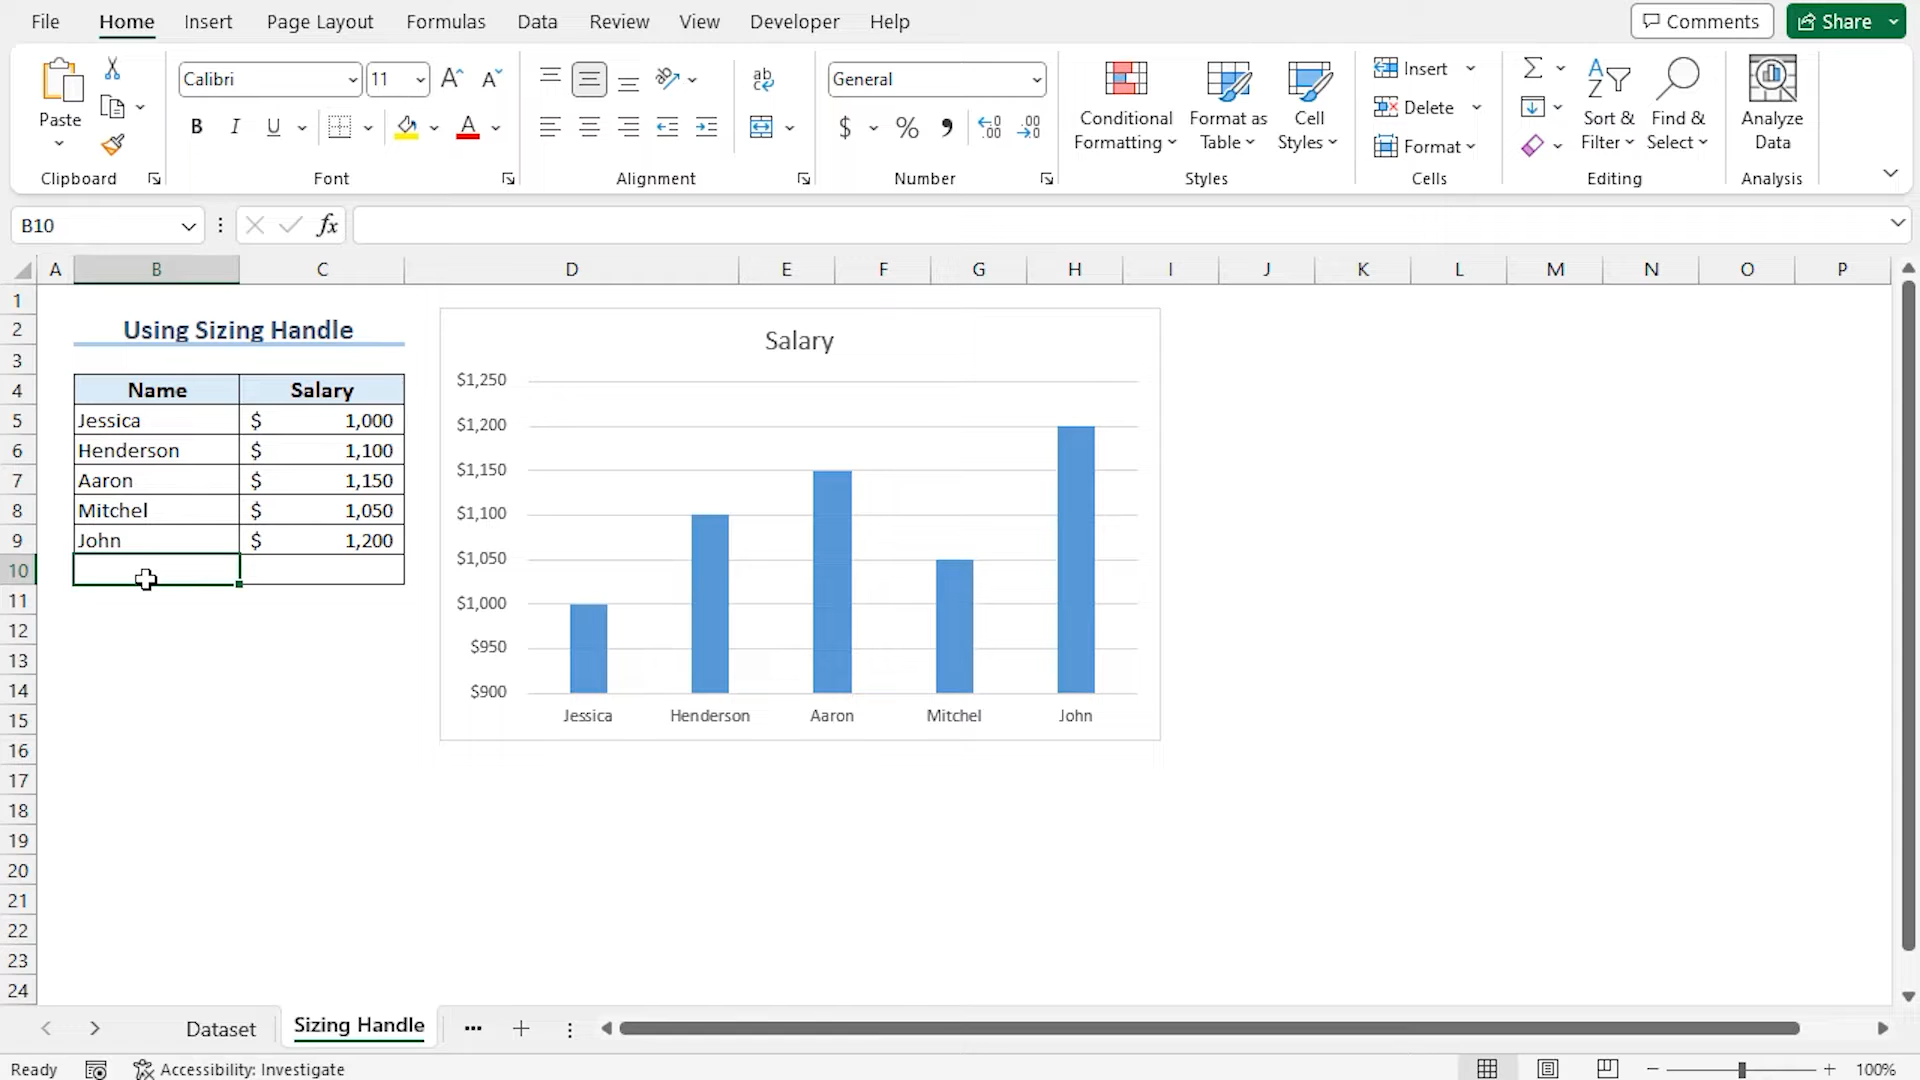 File Home Insert Page Layout Formulas Data Review View Developer Help Comments Share
Paste
Clipboard
Calibri 11 A A
B I U A
Font
ab
Alignment
General
$ % 9 .00 .00
Number
Conditional Formatting
Format as Table
Cell Styles
Styles
Insert
Delete
Format
Cells
Σ
Sort & Filter
Find & Select
Editing
Analyze Data
Analysis
B10 fx
A B C D E F G H I J K L M N O P
1
2 Using Sizing Handle
3
4 Name Salary
5 Jessica $ 1,000
6 Henderson $ 1,100
7 Aaron $ 1,150
8 Mitchel $ 1,050
9 John $ 1,200
10
11
12
13
14
15
16
17
18
19
20
21
22
23
24
Salary
$1,250
$1,200
$1,150
$1,100
$1,050
$1,000
$950
$900
Jessica Henderson Aaron Mitchel John
Dataset Sizing Handle ... +
Ready Accessibility: Investigate 100%